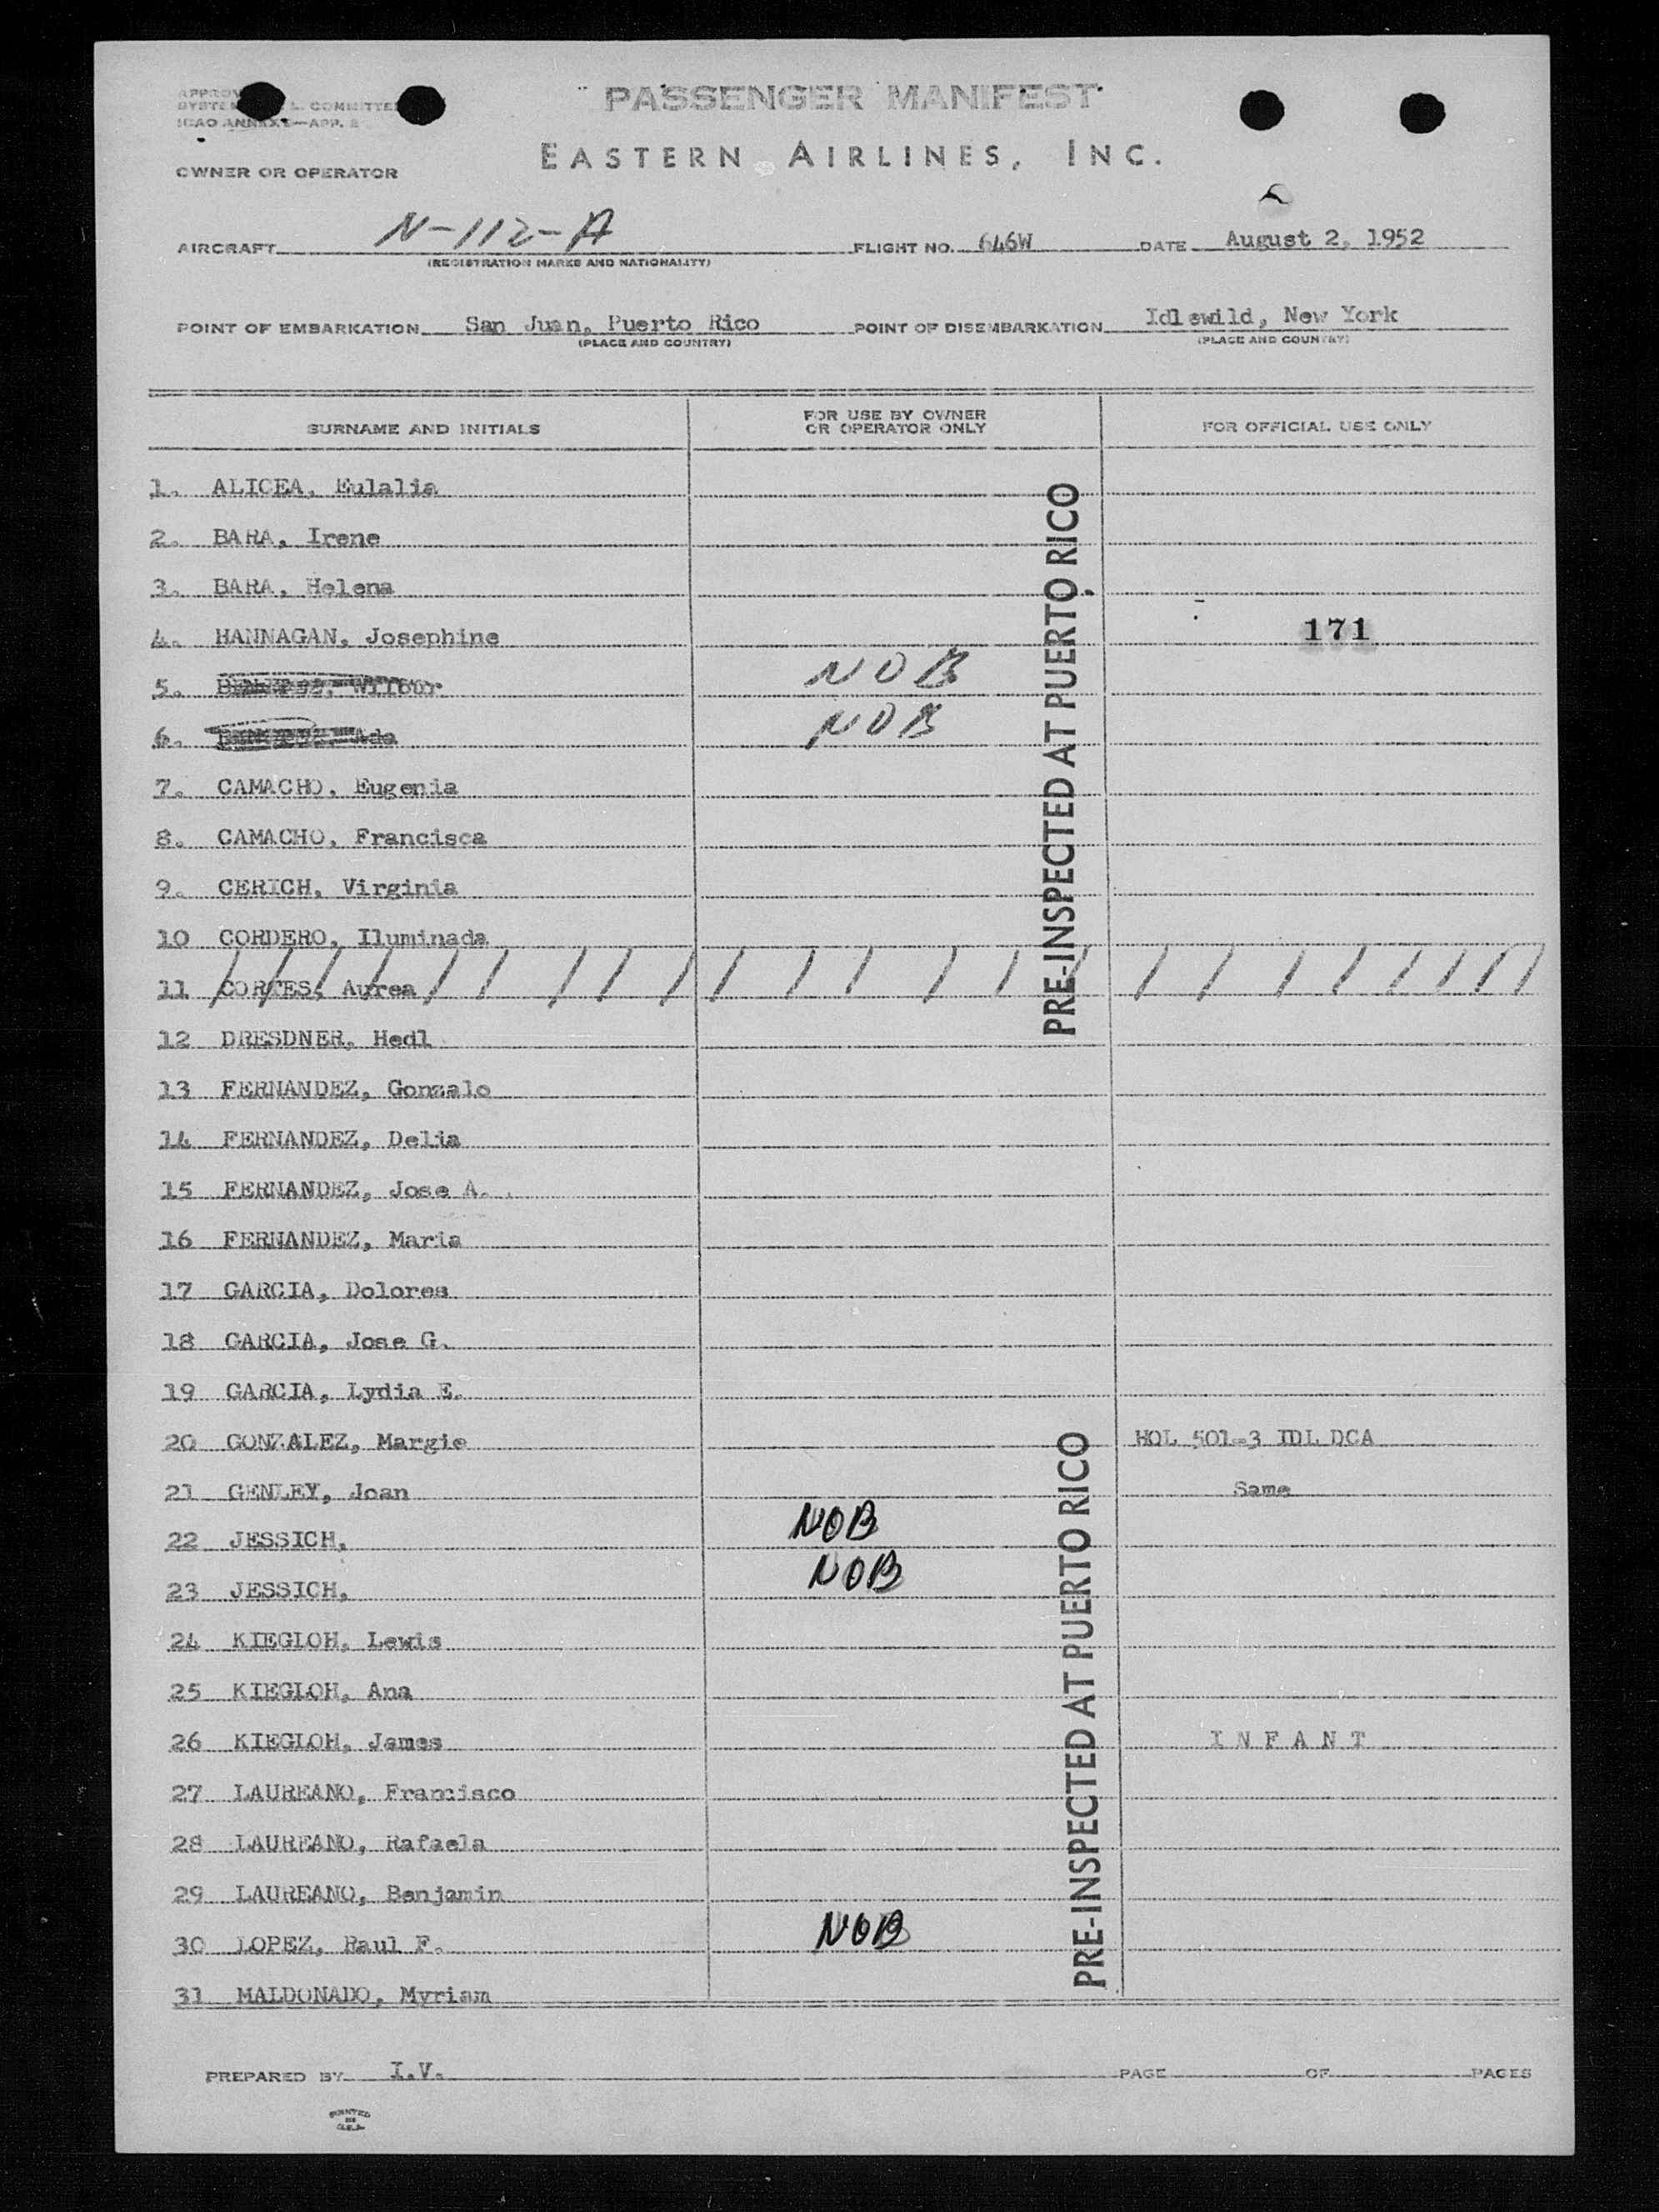 PASSENGER MANIFEST
COMMITTEE
ICAO ANNEX —APP.
EASTERN AIRLINES, INC.
OWNER OR OPERATOR
AIRCRAFT N-112-A FLIGHT NO. 646W DATE August 2, 1952
(REGISTRATION MARKS AND NATIONALITY)
POINT OF EMBARKATION San Juan, Puerto Rico POINT OF DISEMBARKATION Idlewild, New York
(PLACE AND COUNTRY) (PLACE AND COUNTRY)
SURNAME AND INITIALS FOR USE BY OWNER OR OPERATOR ONLY FOR OFFICIAL USE ONLY
1. ALICEA, Eulalia
2. BARA, Irene
3. BARA, Helena
4. HANNAGAN, Josephine 171
5. Wilbur NOB
6. Ada NOB
7. CAMACHO, Eugenia
8. CAMACHO, Francisca
9. CERICH, Virginia
10 CORDERO, Iluminada
11 CORTES, Aurea
PRE-INSPECTED AT PUERTO RICO
12 DRESDNER, Hedl
13 FERNANDEZ, Gonzalo
14 FERNANDEZ, Delia
15 FERNANDEZ, Jose A.
16 FERNANDEZ, Maria
17 GARCIA, Dolores
18 GARCIA, Jose G.
19 GARCIA, Lydia E.
20 GONZALEZ, Margie HOL 501-3 IDL DCA
21 GENLEY, Joan Same
22 JESSICH, NOB
23 JESSICH, NOB
24 KIEGLOH, Lewis
25 KIEGLOH, Ana
26 KIEGLOH, James INFANT
27 LAUREANO, Francisco
28 LAUREANO, Rafaela
29 LAUREANO, Benjamin
30 LOPEZ, Raul F. NOB
31 MALDONADO, Myriam
PRE-INSPECTED AT PUERTO RICO
PREPARED BY I.V. PAGE OF PAGES
PRINTED
IN
U.S.A.